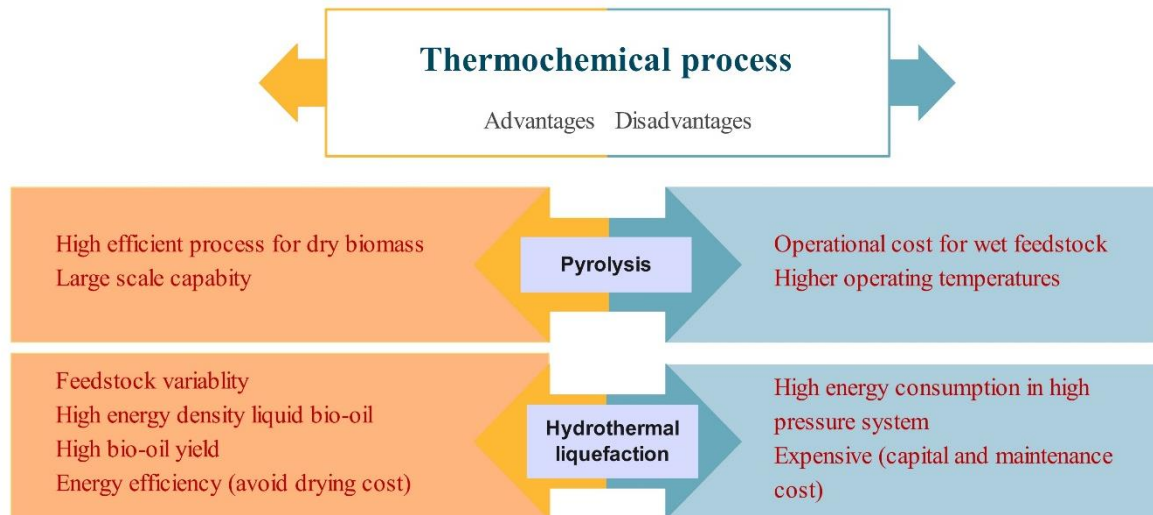 Thermochemical process
Advantages Disadvantages
High efficient process for dry biomass
Large scale capabity
Pyrolysis
Operational cost for wet feedstock
Higher operating temperatures
Feedstock variablity
High energy density liquid bio-oil
High bio-oil yield
Energy efficiency (avoid drying cost)
Hydrothermal
liquefaction
High energy consumption in high
pressure system
Expensive (capital and maintenance
cost)